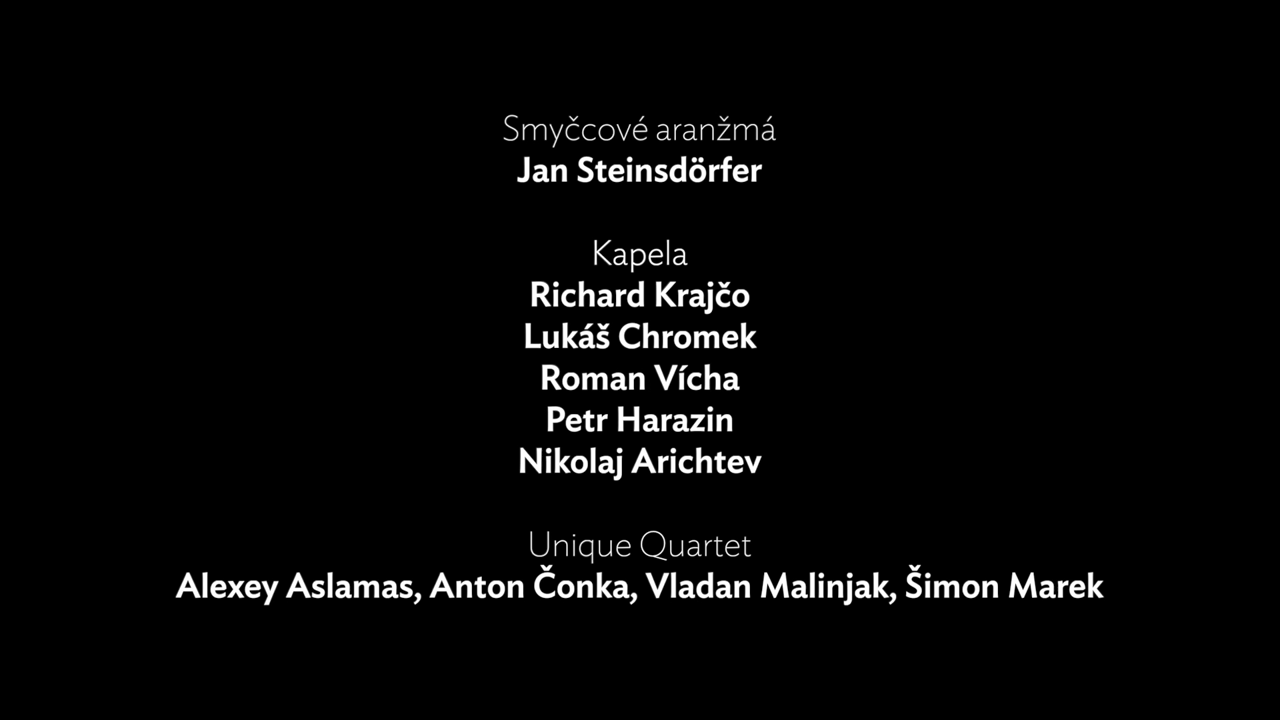 Smyčcové aranžmá
Jan Steinsdörfer
Kapela
Richard Krajčo
Lukáš Chromek
Roman Vícha
Petr Harazin
Nikolaj Arichtev
Unique Quartet
Alexey Aslamas, Anton Čonka, Vladan Malinjak, Šimon Marek